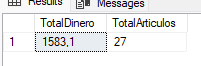 Results Messages
TotalDinero TotalArticulos
1 1583,1 27